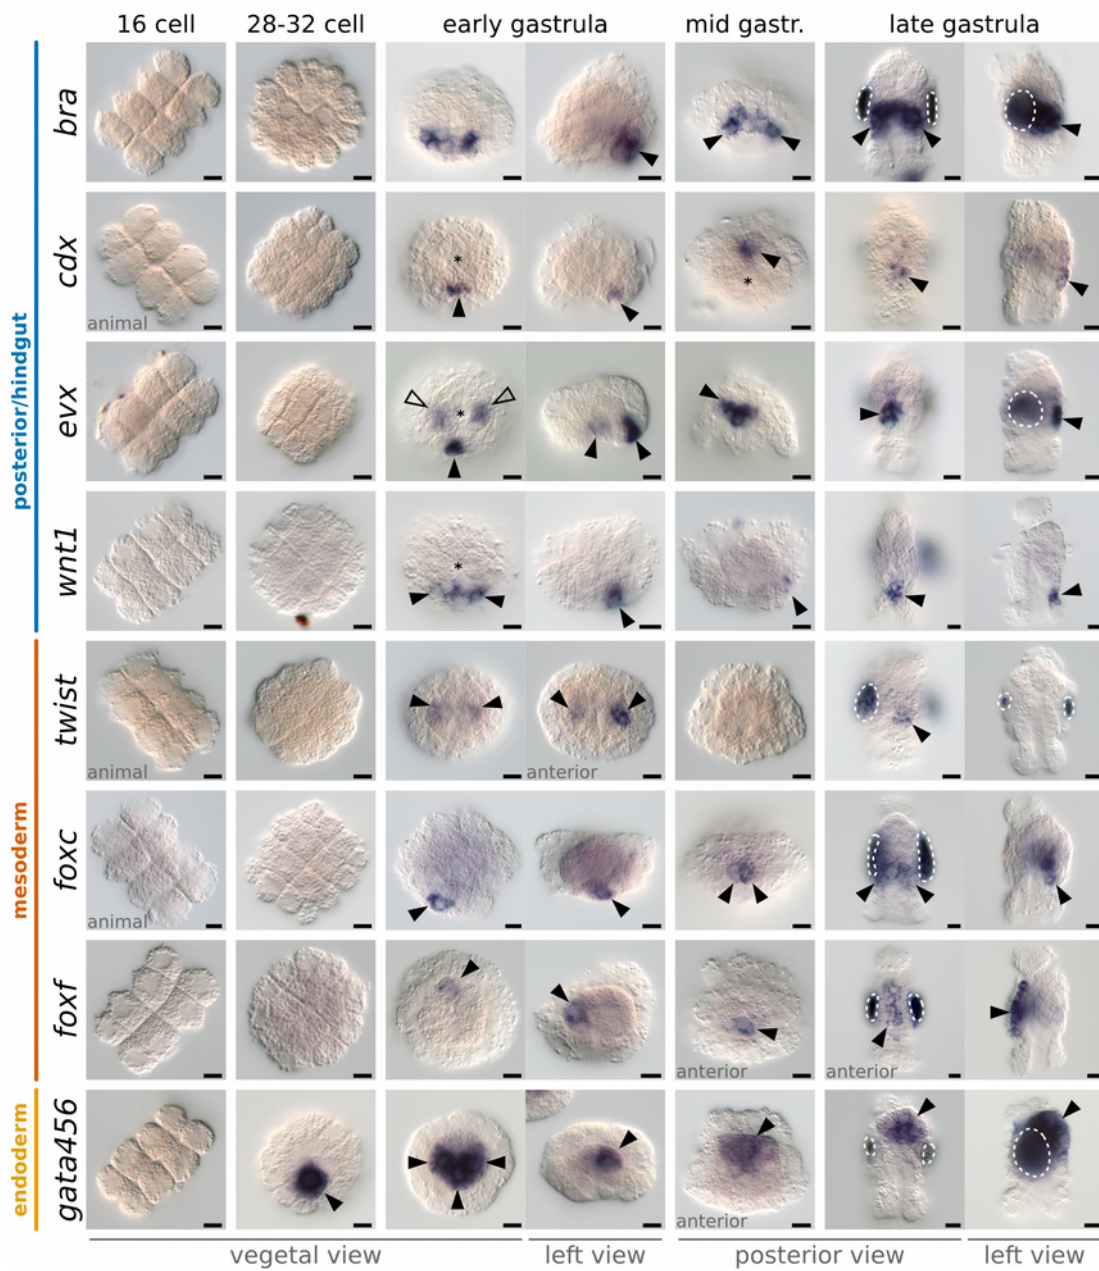 16 cell 28-32 cell early gastrula mid gastr. late gastrula
posterior/hindgut
bra
cdx
animal
*
*
evx
*
wnt1
*
mesoderm
twist
animal
anterior
foxc
animal
foxf
anterior
anterior
endoderm
gata456
anterior
vegetal view left view posterior view left view